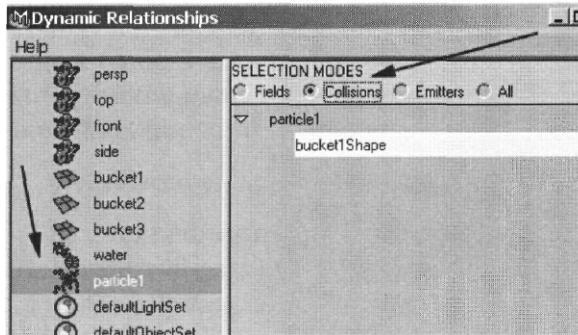 Dynamic Relationships
Help
persp
top
front
side
bucket1
bucket2
bucket3
water
particle1
defaultLightSet
defaultObjectSet
SELECTION MODES
Fields Collisions Emitters All
particle1
bucket1Shape